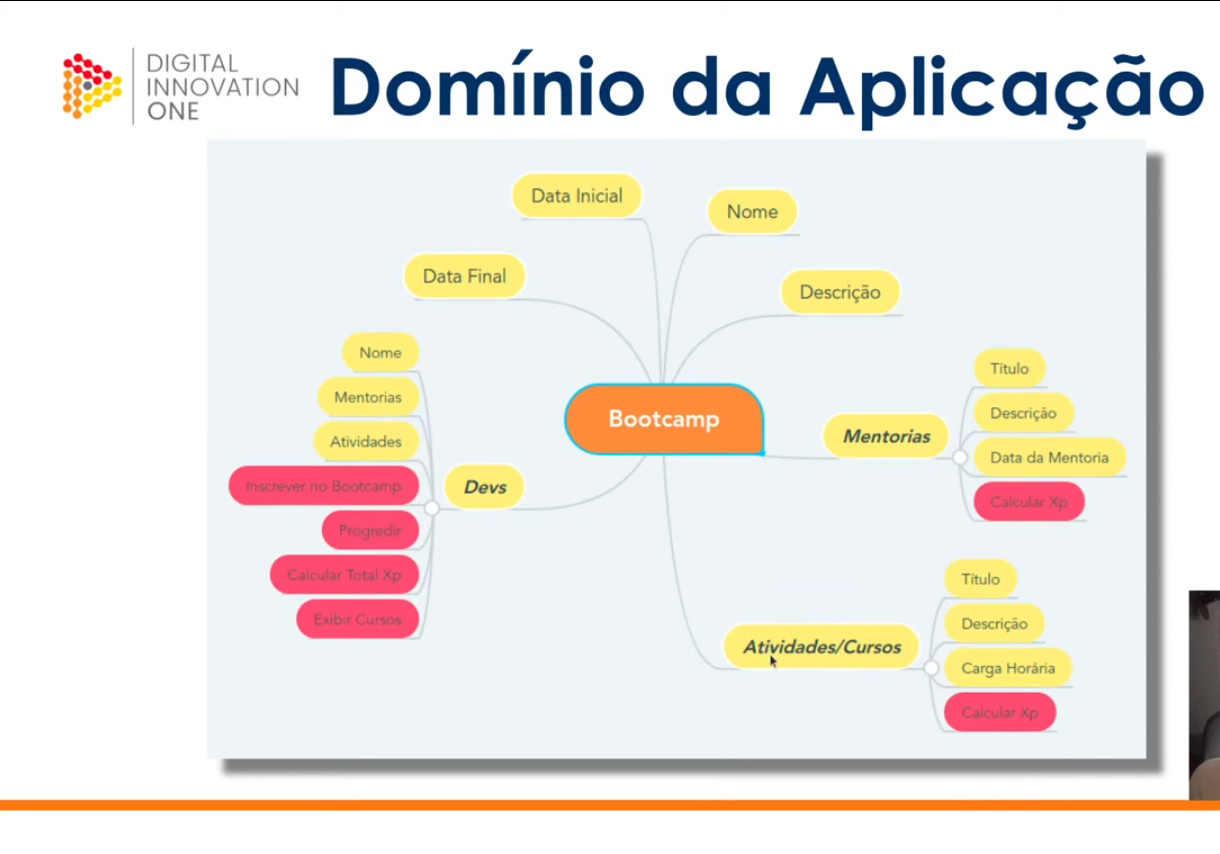 DIGITAL
INNOVATION
ONE
Domínio da Aplicação
Data Inicial
Nome
Data Final
Descrição
Bootcamp
Devs
Nome
Mentorias
Atividades
Inscrever no Bootcamp
Progredir
Calcular Total Xp
Exibir Cursos
Mentorias
Título
Descrição
Data da Mentoria
Calcular Xp
Atividades/Cursos
Título
Descrição
Carga Horária
Calcular Xp